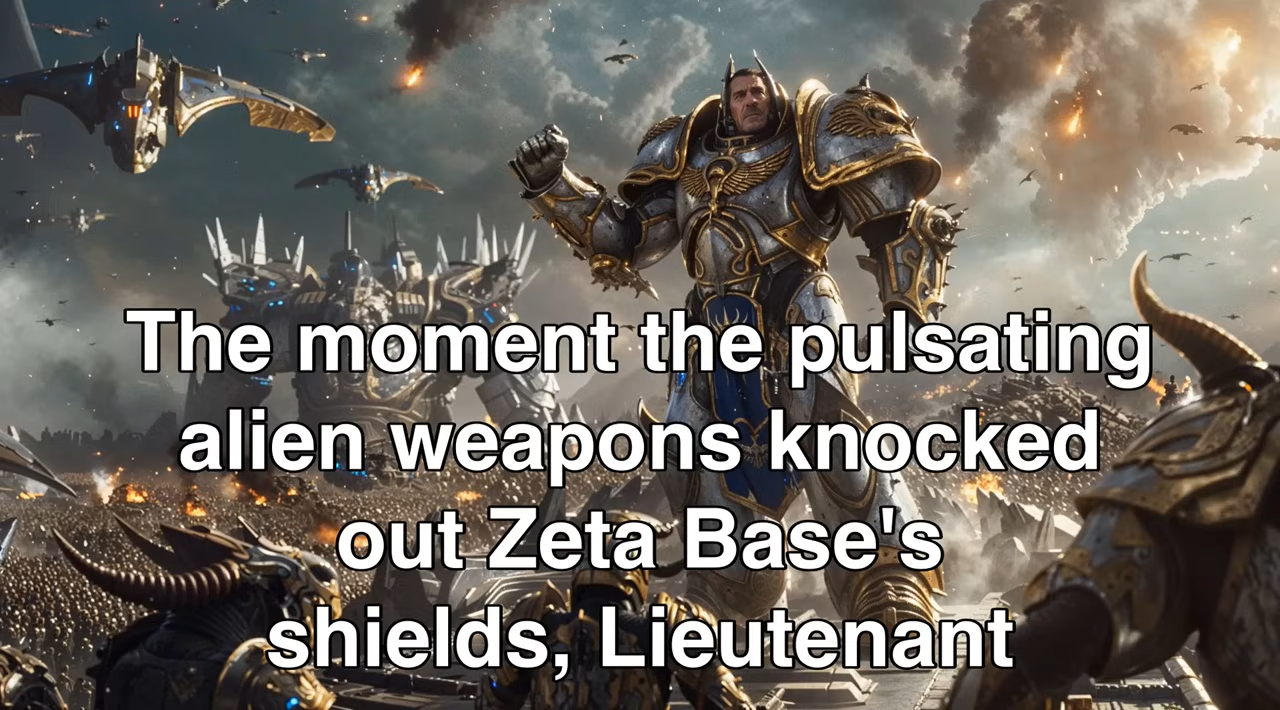 The moment the pulsating
alien weapons knocked
out Zeta Base's
shields, Lieutenant